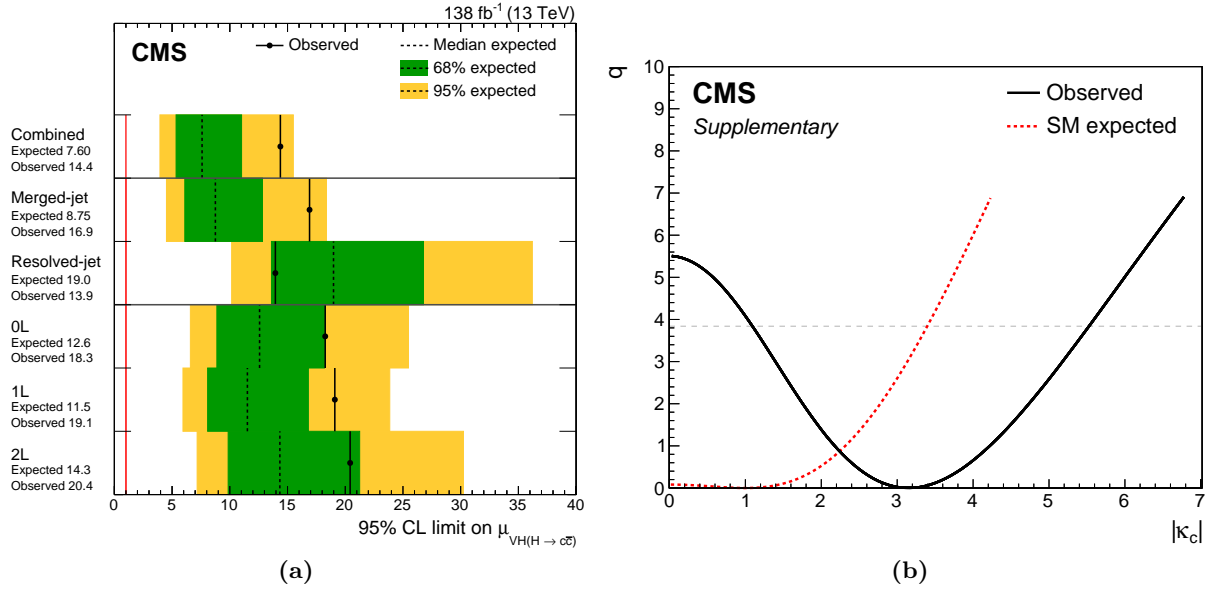 138 fb⁻¹ (13 TeV)
CMS
Observed
Median expected
68% expected
95% expected
Combined
Expected 7.60
Observed 14.4
Merged-jet
Expected 8.75
Observed 16.9
Resolved-jet
Expected 19.0
Observed 13.9
0L
Expected 12.6
Observed 18.3
1L
Expected 11.5
Observed 19.1
2L
Expected 14.3
Observed 20.4
0 5 10 15 20 25 30 35 40
95% CL limit on μ_VH(H → cc̅)
(a)
q
10
9
8
7
6
5
4
3
2
1
0
CMS
Supplementary
Observed
SM expected
0 1 2 3 4 5 6 7
|κ_c|
(b)